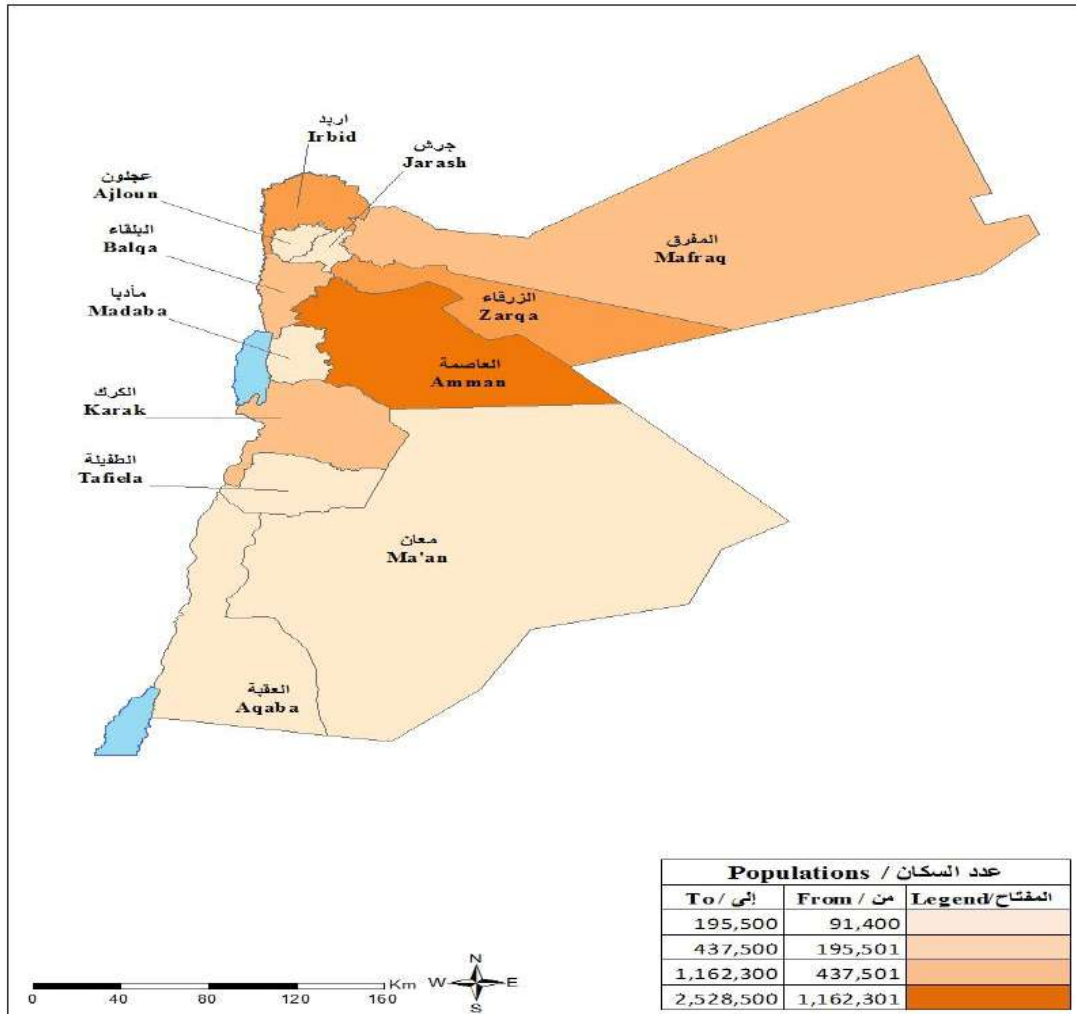 اربد
Irbid
جرش
Jarash
عجلون
Ajloun
البلقاء
Balqa
مأدبا
Madaba
المفرق
Mafraq
الزرقاء
Zarqa
العاصمة
Amman
الكرك
Karak
الطفيلة
Tafiela
معان
Ma'an
العقبة
Aqaba
Populations / عدد السكان
To / إلى From / من Legend/المفتاح
195,500 91,400
437,500 195,501
1,162,300 437,501
2,528,500 1,162,301
N
W E
S
Km
0 40 80 120 160